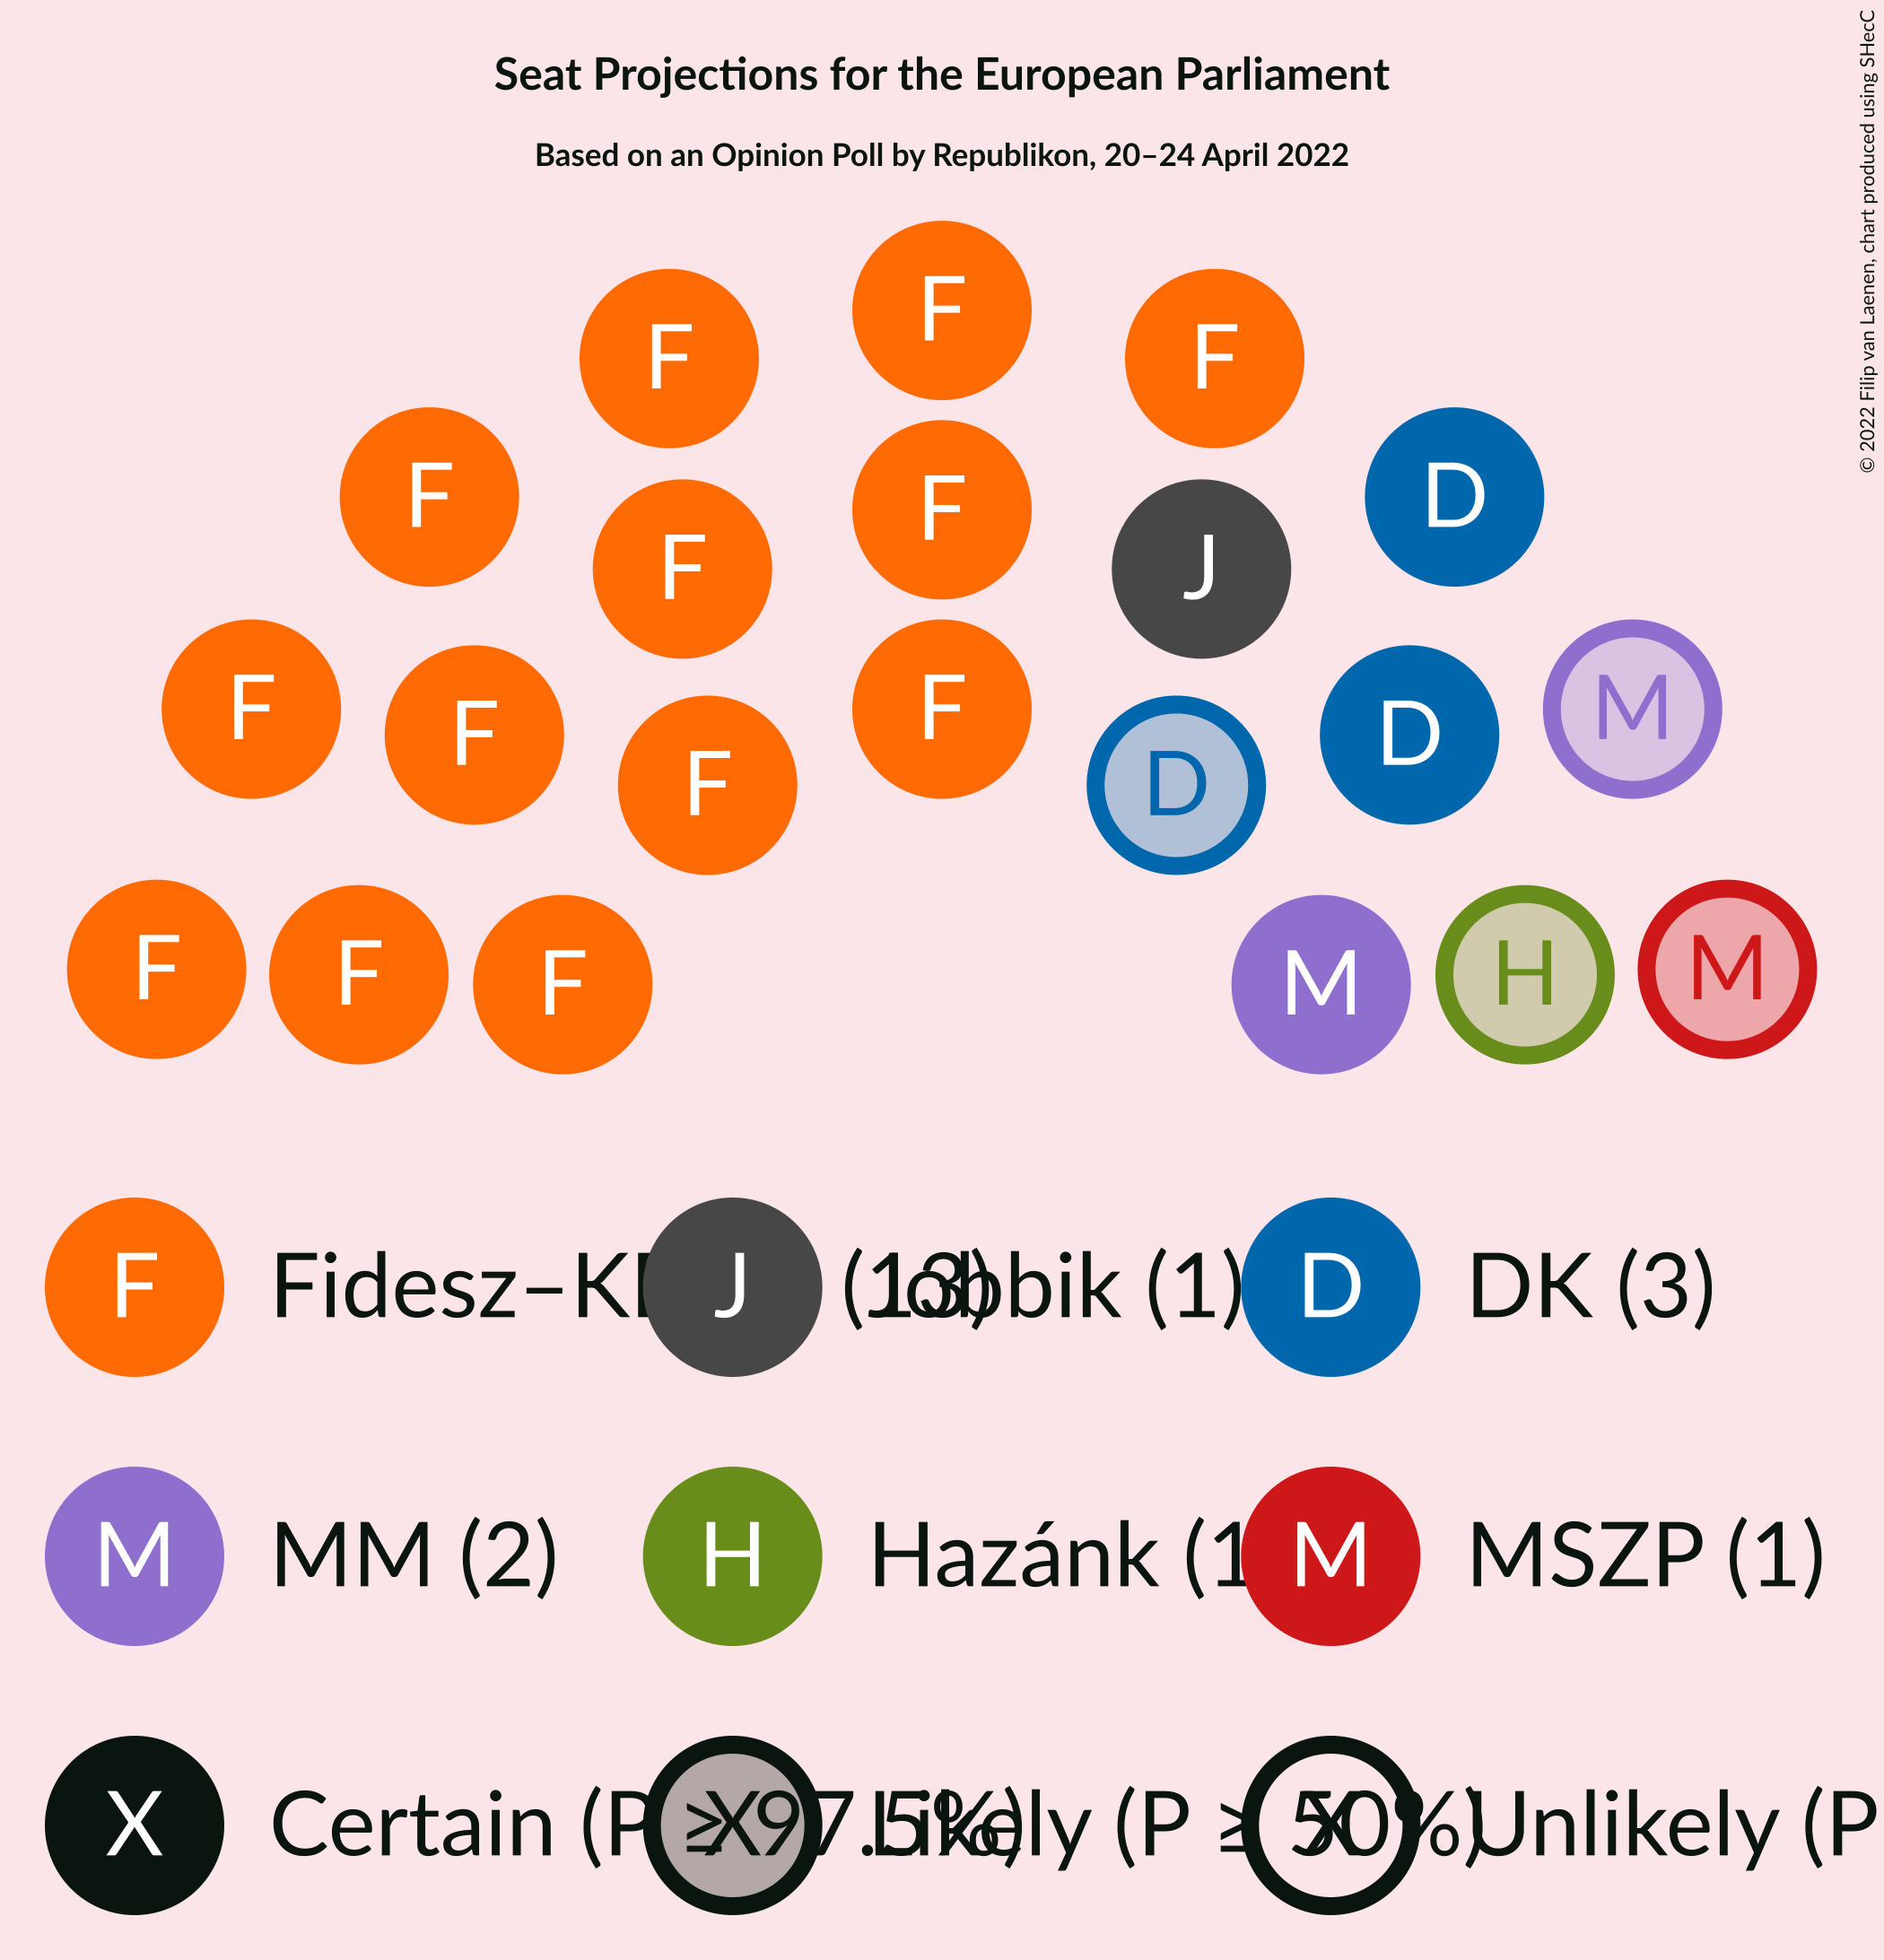 Seat Projections for the European Parliament
Based on an Opinion Poll by Republikon, 20–24 April 2022
© 2022 Filip van Laenen, chart produced using SHecC
F
F F
F D
F
F J
F M
F F
F D
F D
F F F M H M
F Fidesz–K (13) J Jobbik (1) D DK (3)
M MM (2) H Hazánk (1 M MSZP (1)
X Certain (P ≥ 97.5%) X Likely (P ≥ 50%) X Unlikely (P